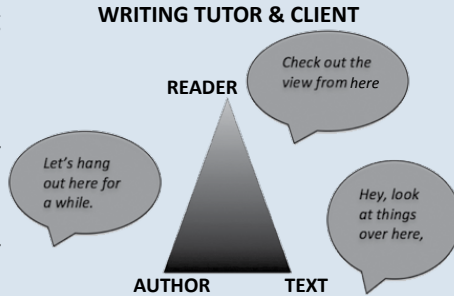 WRITING TUTOR & CLIENT
Check out the
view from here
READER
Let's hang
out here for
a while.
Hey, look
at things
over here,
AUTHOR
TEXT